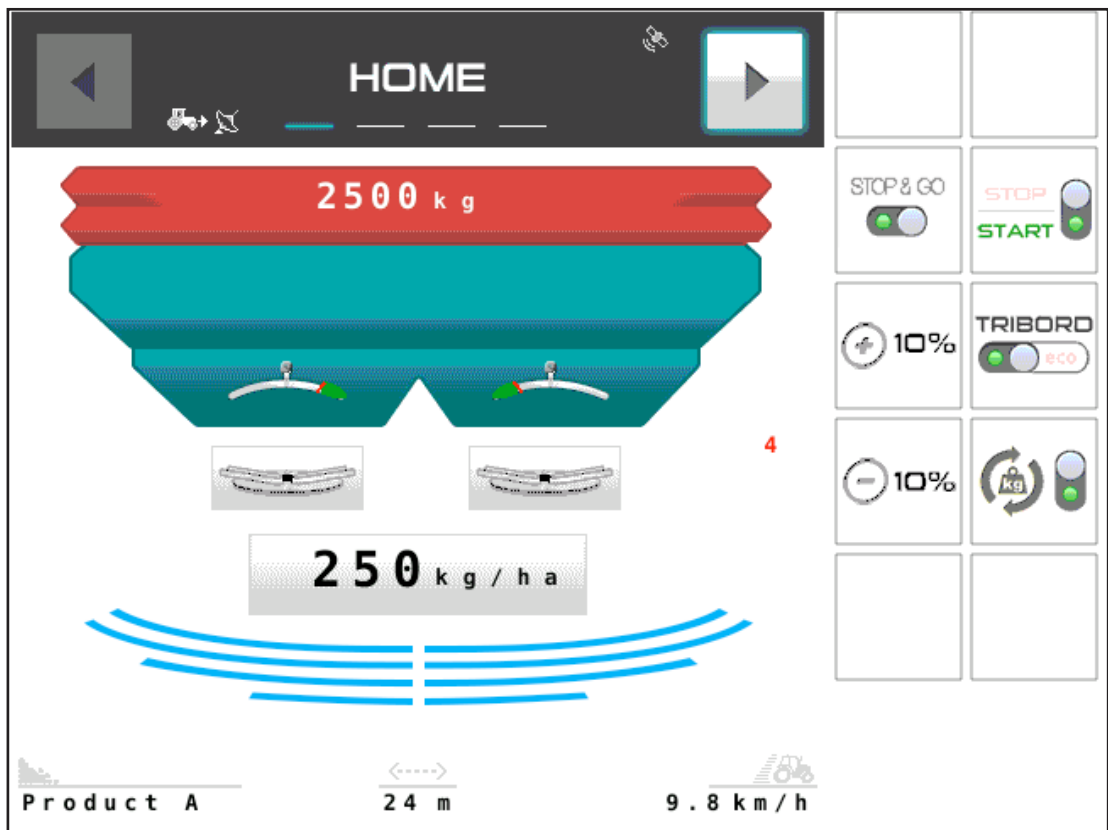 HOME
2500 kg
STOP & GO
STOP
START
10%
TRIBORD
eco
4
10%
kg
250 kg/ha
Product A
24 m
9.8 km/h